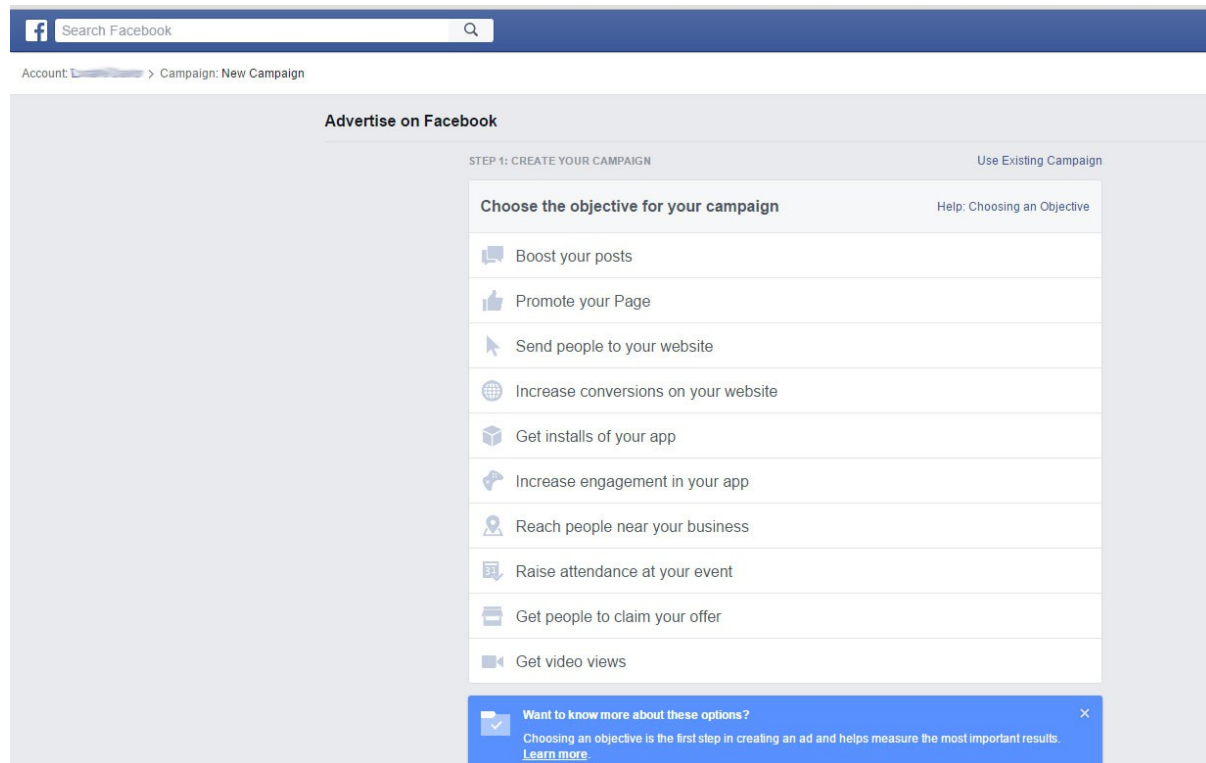 f Search Facebook
Account: > Campaign: New Campaign
Advertise on Facebook
STEP 1: CREATE YOUR CAMPAIGN Use Existing Campaign
Choose the objective for your campaign Help: Choosing an Objective
Boost your posts
Promote your Page
Send people to your website
Increase conversions on your website
Get installs of your app
Increase engagement in your app
Reach people near your business
31 Raise attendance at your event
Get people to claim your offer
Get video views
Want to know more about these options? ×
Choosing an objective is the first step in creating an ad and helps measure the most important results.
Learn more.